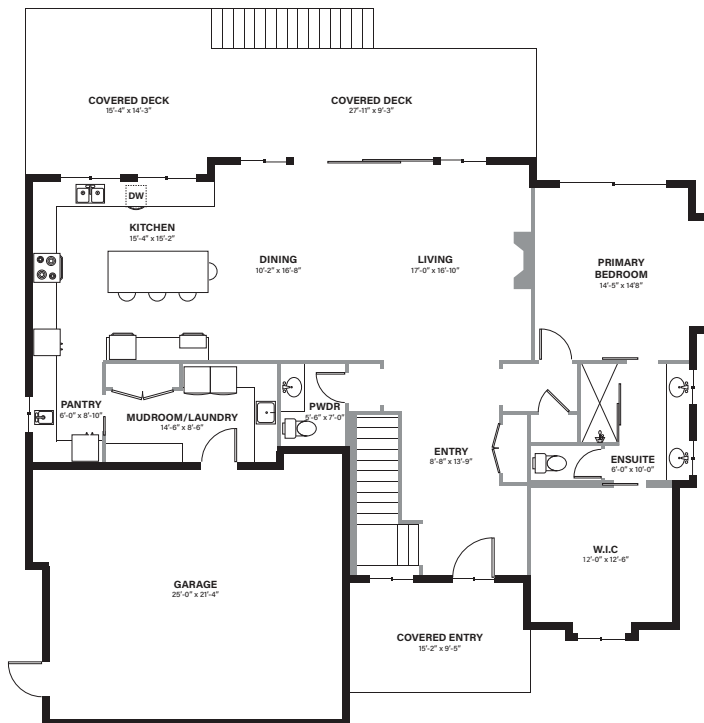 COVERED DECK
15'-4" x 14'-3"
COVERED DECK
27'-11" x 9'-3"
DW
KITCHEN
15'-4" x 15'-2"
DINING
10'-2" x 16'-8"
LIVING
17'-0" x 16'-10"
PRIMARY
BEDROOM
14'-5" x 14'8"
PANTRY
6'-0" x 8'-10"
MUDROOM/LAUNDRY
14'-6" x 8'-6"
PWDR
5'-6" x 7'-0"
ENTRY
8'-8" x 13'-9"
ENSUITE
6'-0" x 10'-0"
W.I.C
12'-0" x 12'-6"
GARAGE
25'-0" x 21'-4"
COVERED ENTRY
15'-2" x 9'-5"